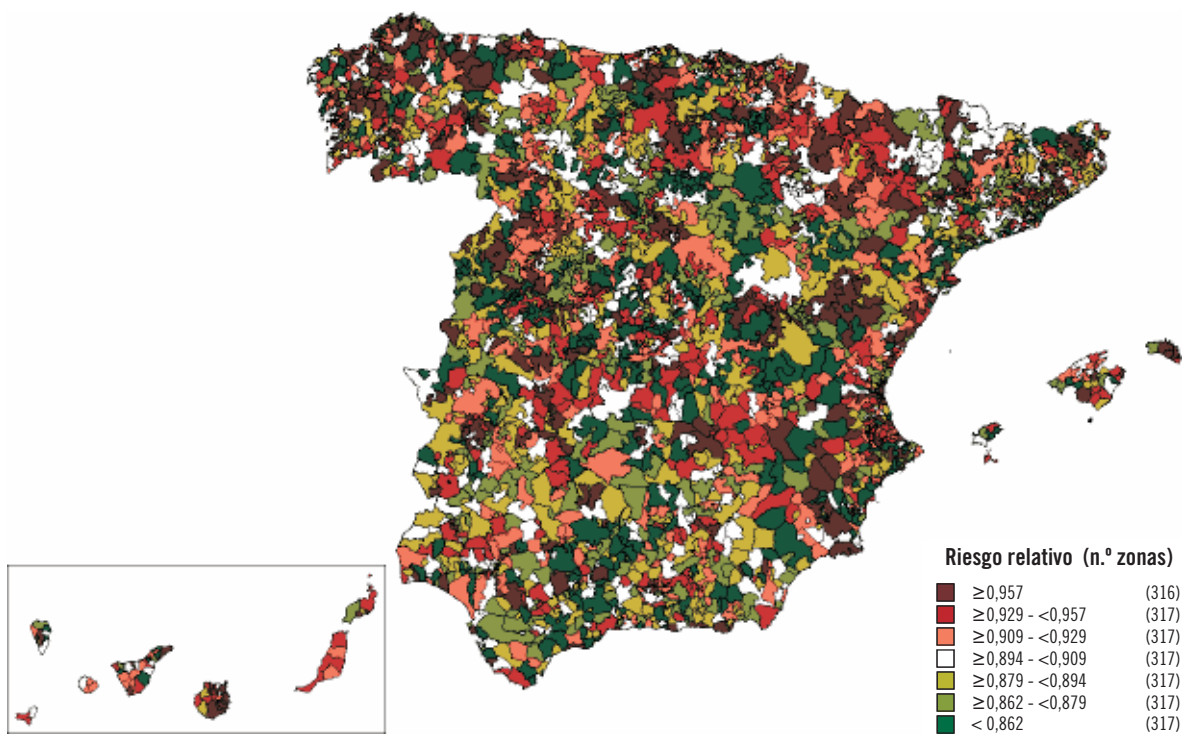 Riesgo relativo (n.º zonas)
≥0,957 (316)
≥0,929 - <0,957 (317)
≥0,909 - <0,929 (317)
≥0,894 - <0,909 (317)
≥0,879 - <0,894 (317)
≥0,862 - <0,879 (317)
< 0,862 (317)